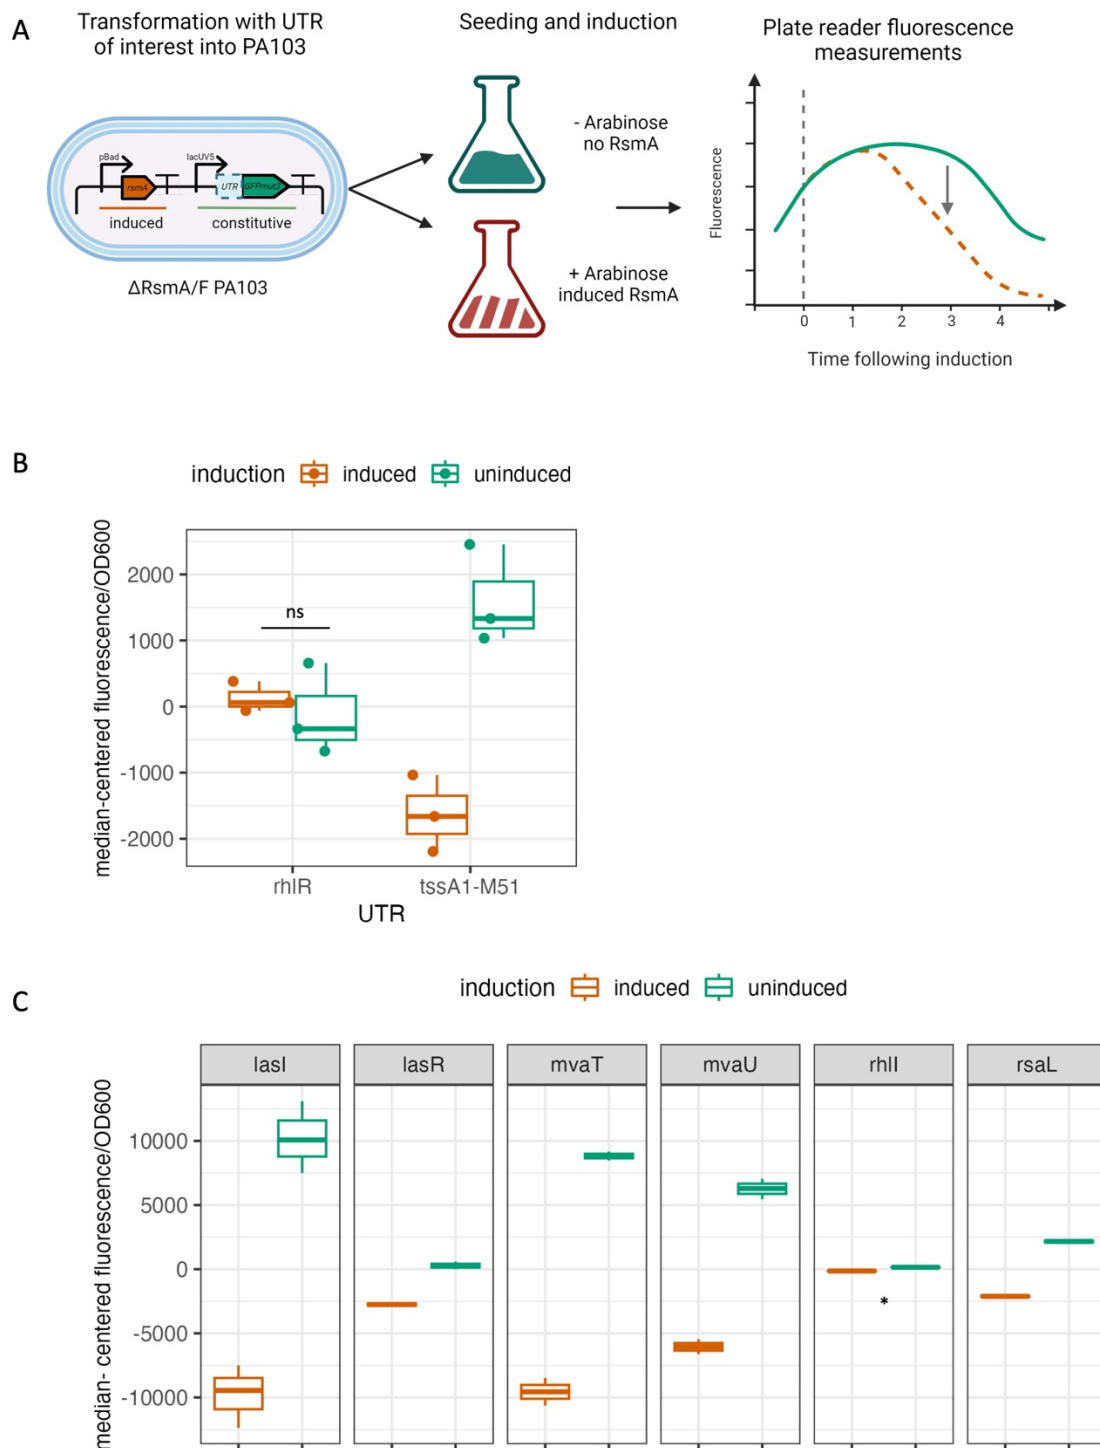 A
Transformation with UTR
of interest into PA103
Seeding and induction
Plate reader fluorescence
measurements
pBad
lacUV5
rsmA
UTR
GFPmut3
induced
constitutive
ΔRsmA/F PA103
- Arabinose
no RsmA
+ Arabinose
induced RsmA
Fluorescence
0 1 2 3 4
Time following induction
B
induction induced uninduced
median-centered fluorescence/OD600
2000
1000
0
-1000
-2000
ns
rhlR tssA1-M51
UTR
C
induction induced uninduced
median- centered fluorescence/OD600
lasI lasR mvaT mvaU rhlI rsaL
10000
5000
0
-5000
-10000
*